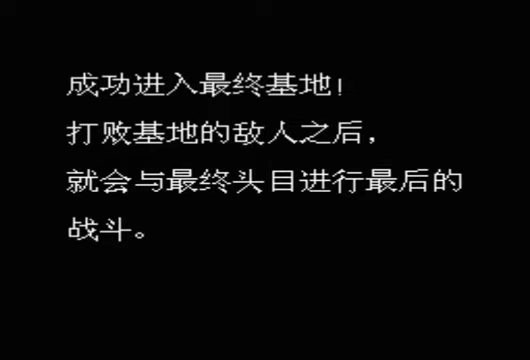 成功进入最终基地!
打败基地的敌人之后，
就会与最终头目进行最后的
战斗。